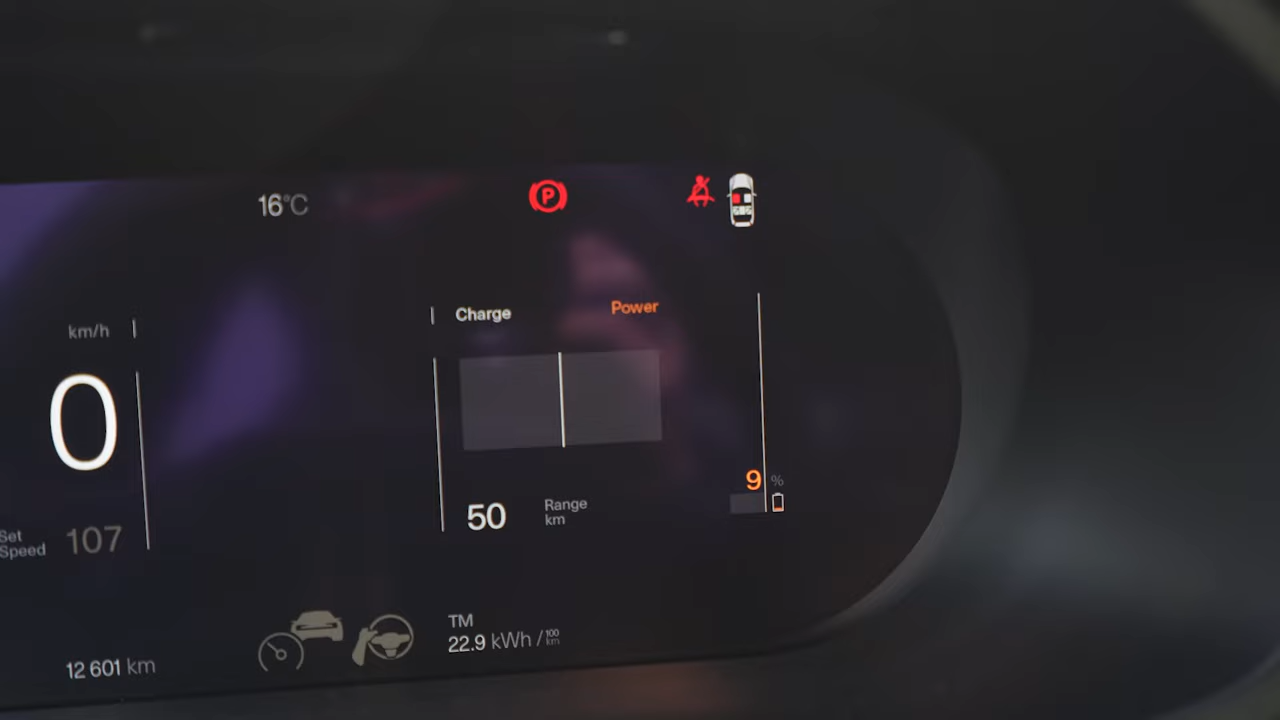 16°C
P
km/h
Charge
Power
0
9 %
50
Range
km
Set
Speed
107
TM
22.9 kWh / 100 km
12 601 km